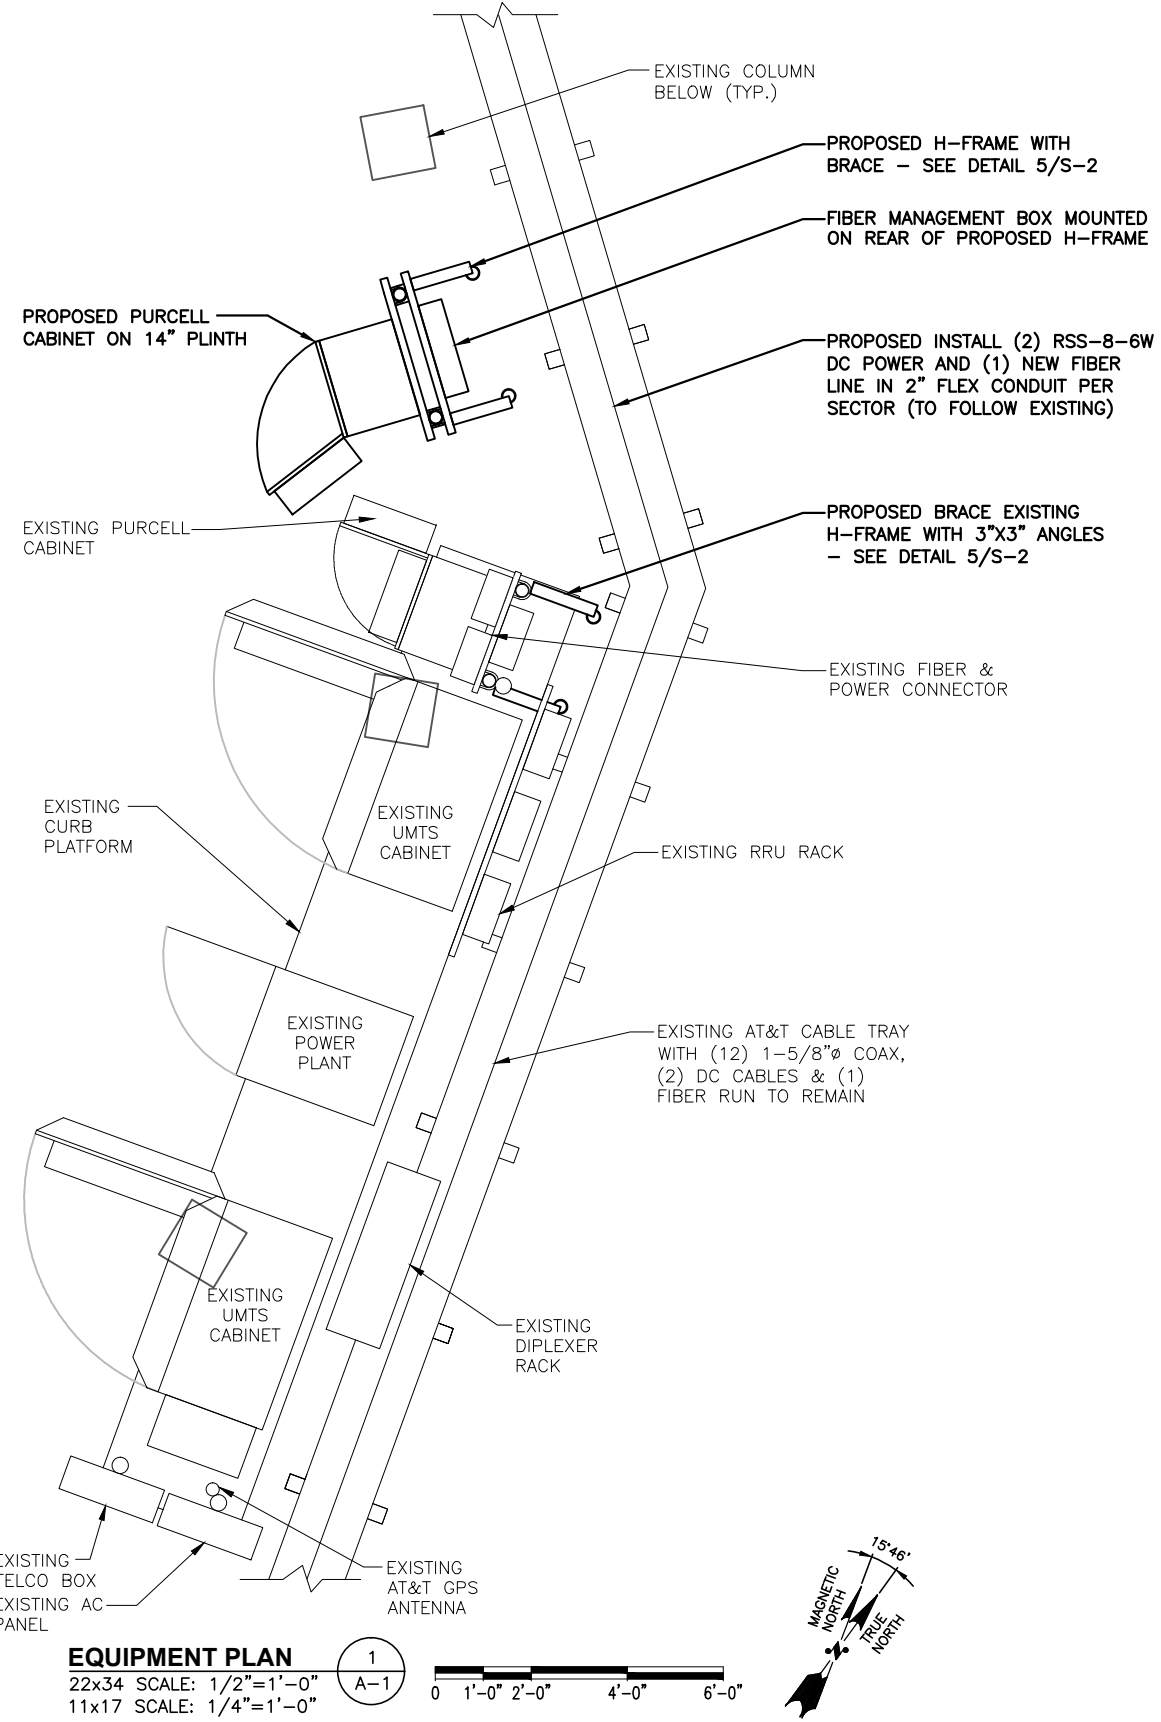 EXISTING COLUMN
BELOW (TYP.)
PROPOSED H-FRAME WITH
BRACE - SEE DETAIL 5/S-2
FIBER MANAGEMENT BOX MOUNTED
ON REAR OF PROPOSED H-FRAME
PROPOSED PURCELL
CABINET ON 14" PLINTH
PROPOSED INSTALL (2) RSS-8-6W
DC POWER AND (1) NEW FIBER
LINE IN 2" FLEX CONDUIT PER
SECTOR (TO FOLLOW EXISTING)
EXISTING PURCELL
CABINET
PROPOSED BRACE EXISTING
H-FRAME WITH 3"X3" ANGLES
- SEE DETAIL 5/S-2
EXISTING FIBER &
POWER CONNECTOR
EXISTING
CURB
PLATFORM
EXISTING
UMTS
CABINET
EXISTING RRU RACK
EXISTING
POWER
PLANT
EXISTING AT&T CABLE TRAY
WITH (12) 1-5/8"ø COAX,
(2) DC CABLES & (1)
FIBER RUN TO REMAIN
EXISTING
UMTS
CABINET
EXISTING
DIPLEXER
RACK
EXISTING
TELCO BOX
EXISTING AC
PANEL
EXISTING
AT&T GPS
ANTENNA
15°46'
MAGNETIC
NORTH
TRUE
NORTH
N
EQUIPMENT PLAN
22x34 SCALE: 1/2"=1'-0"
11x17 SCALE: 1/4"=1'-0"
1
A-1
0 1'-0" 2'-0" 4'-0" 6'-0"